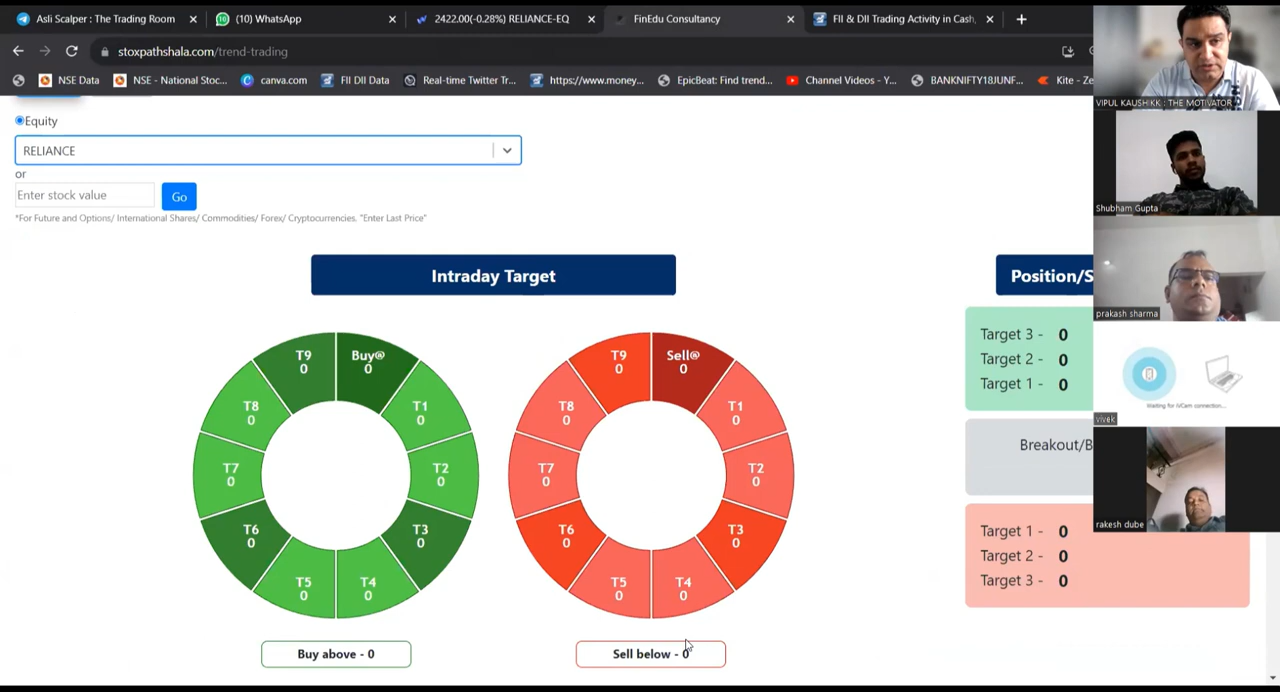 Asli Scalper : The Trading Room
(10) WhatsApp
2422.00(-0.28%) RELIANCE-EQ
FinEdu Consultancy
FII & DII Trading Activity in Cash,
stoxpathshala.com/trend-trading
NSE Data
NSE - National Stoc...
canva.com
FII DII Data
Real-time Twitter Tr...
https://www.money...
EpicBeat: Find trend...
Channel Videos - Y...
BANKNIFTY18JUNF...
Kite - Ze
Equity
RELIANCE
or
Enter stock value
Go
*For Future and Options/ International Shares/ Commodities/ Forex/ Cryptocurrencies. "Enter Last Price"
Intraday Target
T9
0
Buy@
0
T8
0
T1
0
T7
0
T2
0
T6
0
T3
0
T5
0
T4
0
Buy above - 0
T9
0
Sell@
0
T8
0
T1
0
T7
0
T2
0
T6
0
T3
0
T5
0
T4
0
Sell below - 0
Position/S
Target 3 - 0
Target 2 - 0
Target 1 - 0
Breakout/B
Target 1 - 0
Target 2 - 0
Target 3 - 0
VIPUL KAUSHIKK : THE MOTIVATOR
Shubham Gupta
prakash sharma
Waiting for iVCam connection...
vivek
rakesh dube